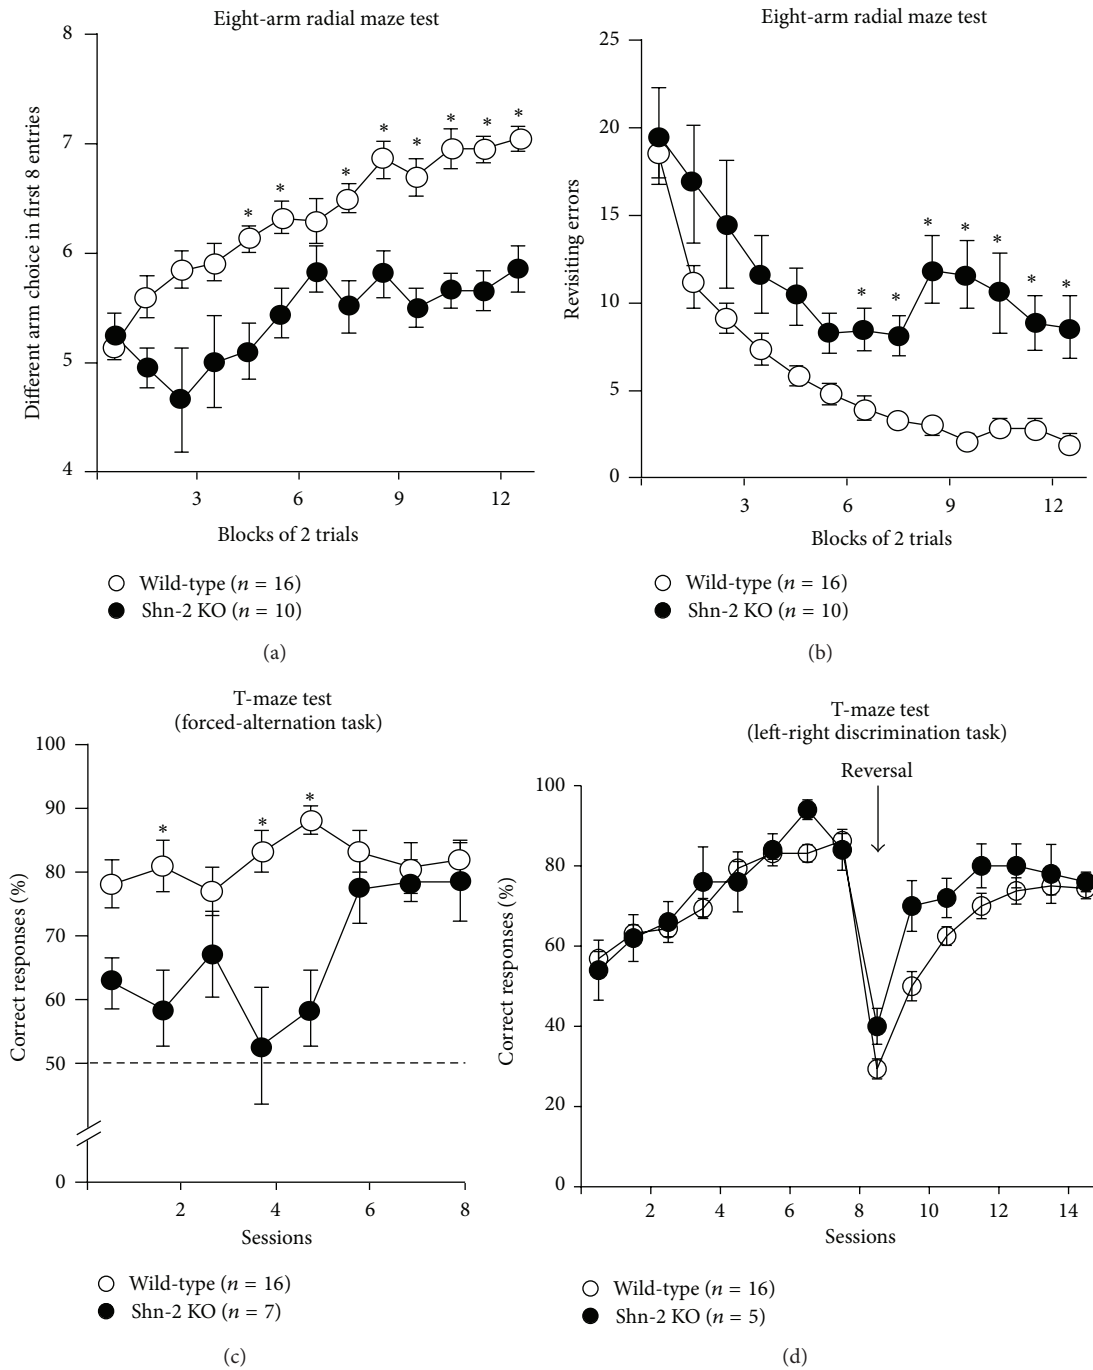 Eight-arm radial maze test
Different arm choice in first 8 entries
8
7
6
5
4
* * * * * * * *
3 6 9 12
Blocks of 2 trials
Wild-type (n = 16)
Shn-2 KO (n = 10)
(a)
Eight-arm radial maze test
Revisiting errors
25
20
15
10
5
0
* * * * * * *
3 6 9 12
Blocks of 2 trials
Wild-type (n = 16)
Shn-2 KO (n = 10)
(b)
T-maze test
(forced-alternation task)
Correct responses (%)
100
90
80
70
60
50
0
* * *
2 4 6 8
Sessions
Wild-type (n = 16)
Shn-2 KO (n = 7)
(c)
T-maze test
(left-right discrimination task)
Reversal
Correct responses (%)
100
80
60
40
20
0
2 4 6 8 10 12 14
Sessions
Wild-type (n = 16)
Shn-2 KO (n = 5)
(d)